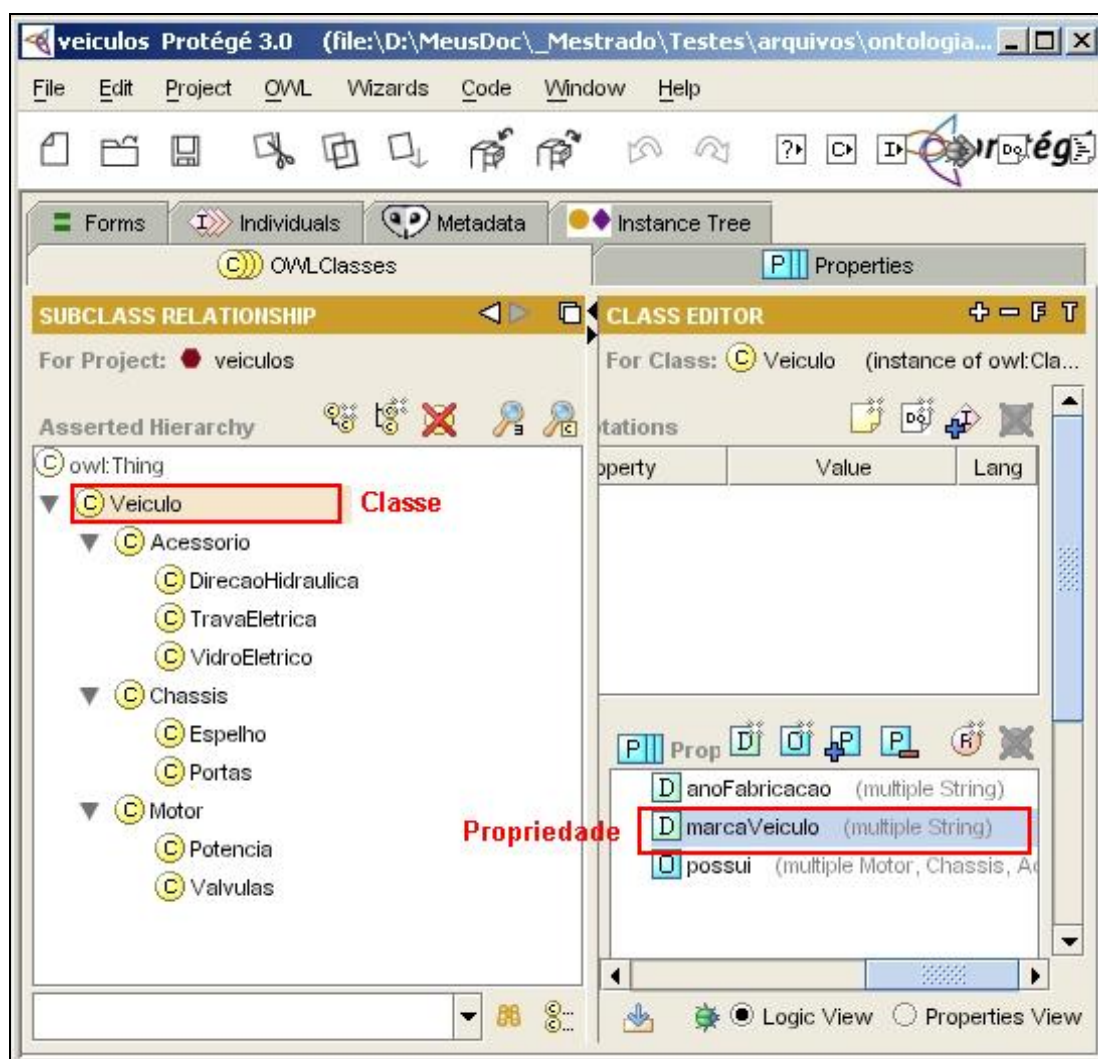 veiculos Protégé 3.0 (file:\D:\MeusDoc\_Mestrado\Testes\arquivos\ontologia...
File Edit Project OWL Wizards Code Window Help
Forms Individuals Metadata Instance Tree
OWLClasses Properties
SUBCLASS RELATIONSHIP
For Project: veiculos
Asserted Hierarchy
owl:Thing
Veiculo Classe
Acessorio
DirecaoHidraulica
TravaEletrica
VidroEletrico
Chassis
Espelho
Portas
Motor
Potencia
Valvulas
CLASS EDITOR
For Class: Veiculo (instance of owl:Cla...
tations
operty Value Lang
Prop
anoFabricacao (multiple String)
Propriedade marcaVeiculo (multiple String)
possui (multiple Motor, Chassis, Ac
Logic View Properties View